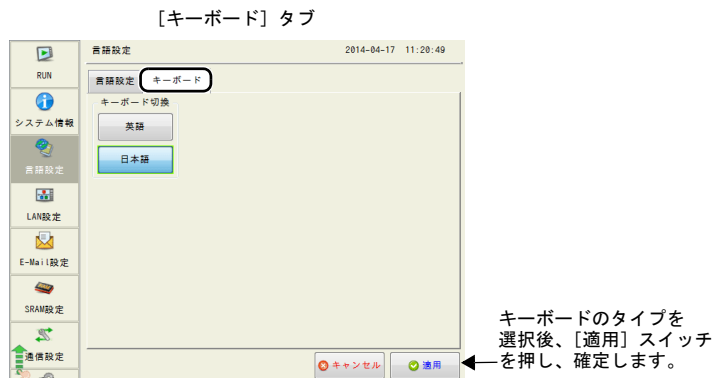 ［キーボード］タブ
言語設定 2014-04-17 11:20:49
RUN
言語設定 キーボード
キーボード切換
英語
日本語
システム情報
言語設定
LAN設定
E-Mail設定
SRAM設定
通信設定
キャンセル 適用
キーボードのタイプを
選択後、［適用］スイッチ
を押し、確定します。